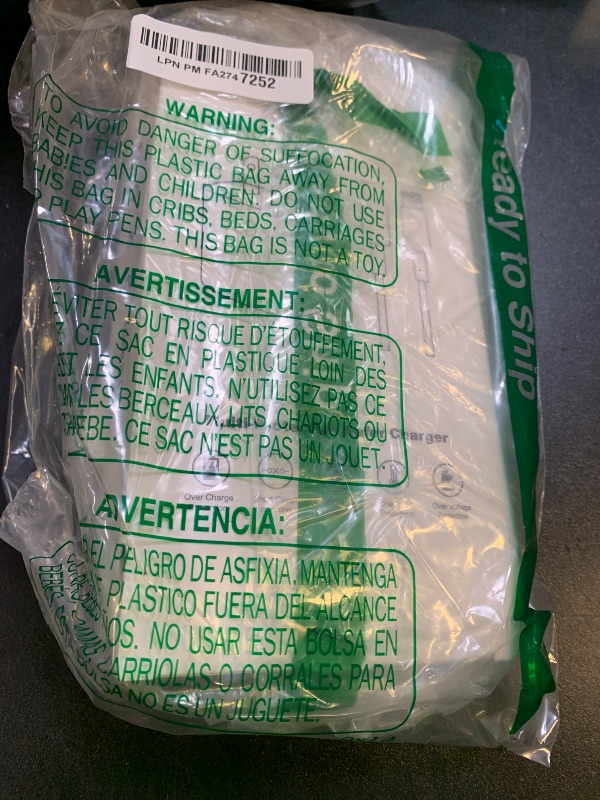 LPN PM FA2747252
WARNING:
TO AVOID DANGER OF SUFFOCATION,
KEEP THIS PLASTIC BAG AWAY FROM
BABIES AND CHILDREN. DO NOT USE
THIS BAG IN CRIBS, BEDS, CARRIAGES
PLAY PENS. THIS BAG IS NOT A TOY.
AVERTISSEMENT:
ÉVITER TOUT RISQUE D'ETOUFFEMENT,
CE SAC EN PLASTIQUE LOIN DES
LES ENFANTS. N'UTILISEZ PAS CE
LES BERCEAUX, LITS, CHARIOTS OU
CE SAC N'EST PAS UN JOUET.
Charger
Over Charge
Over Voltage
AVERTENCIA:
EL PELIGRO DE ASFIXIA, MANTENGA
PLASTICO FUERA DEL ALCANCE
NO USAR ESTA BOLSA EN
CARRIOLAS O CORRALES PARA
NO ES UN JUGUETE.
Ready to Ship